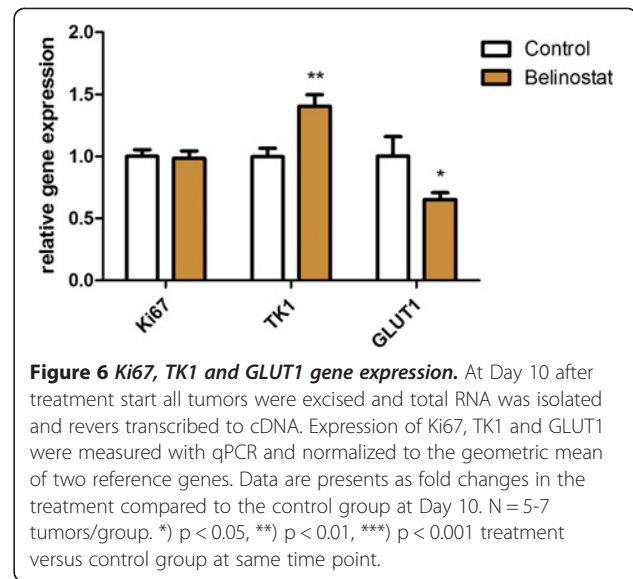 2.0
1.5
1.0
0.5
0.0
relative gene expression
Control
Belinostat
**
*
Ki67
TK1
GLUT1
Figure 6 Ki67, TK1 and GLUT1 gene expression. At Day 10 after
treatment start all tumors were excised and total RNA was isolated
and revers transcribed to cDNA. Expression of Ki67, TK1 and GLUT1
were measured with qPCR and normalized to the geometric mean
of two reference genes. Data are presents as fold changes in the
treatment compared to the control group at Day 10. N = 5-7
tumors/group. *) p < 0.05, **) p < 0.01, ***) p < 0.001 treatment
versus control group at same time point.